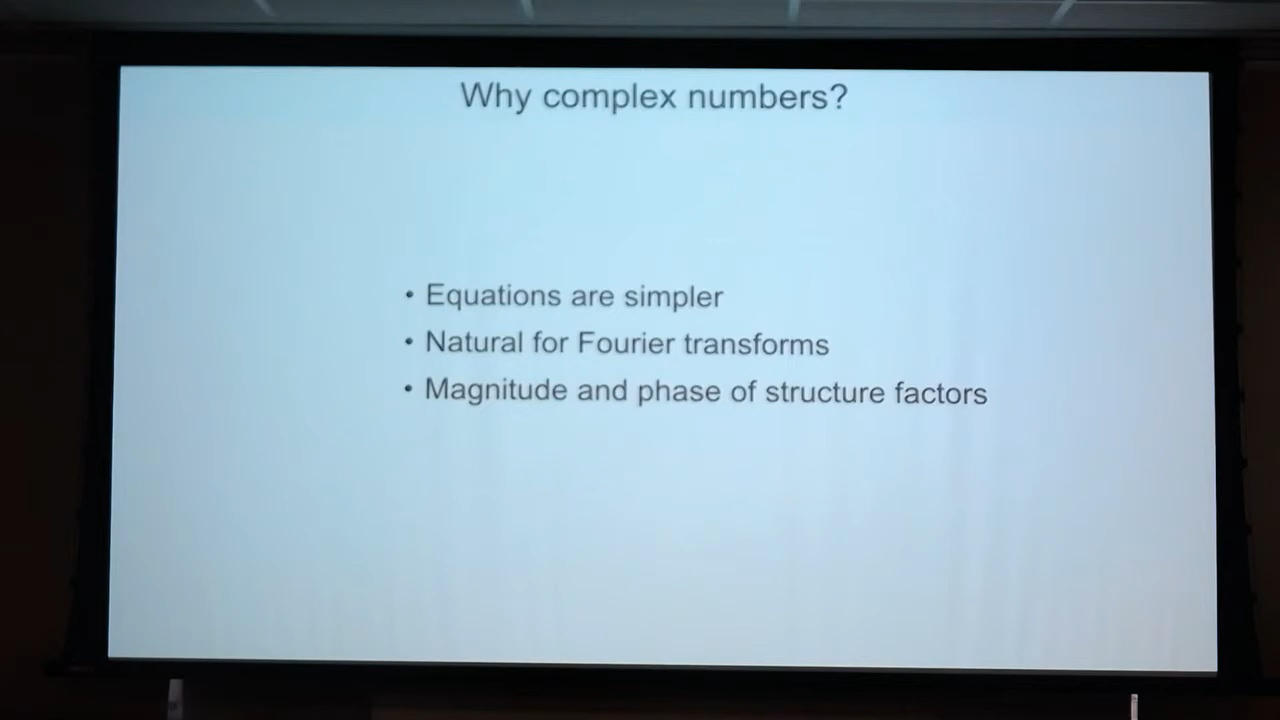 Why complex numbers?
• Equations are simpler
• Natural for Fourier transforms
• Magnitude and phase of structure factors